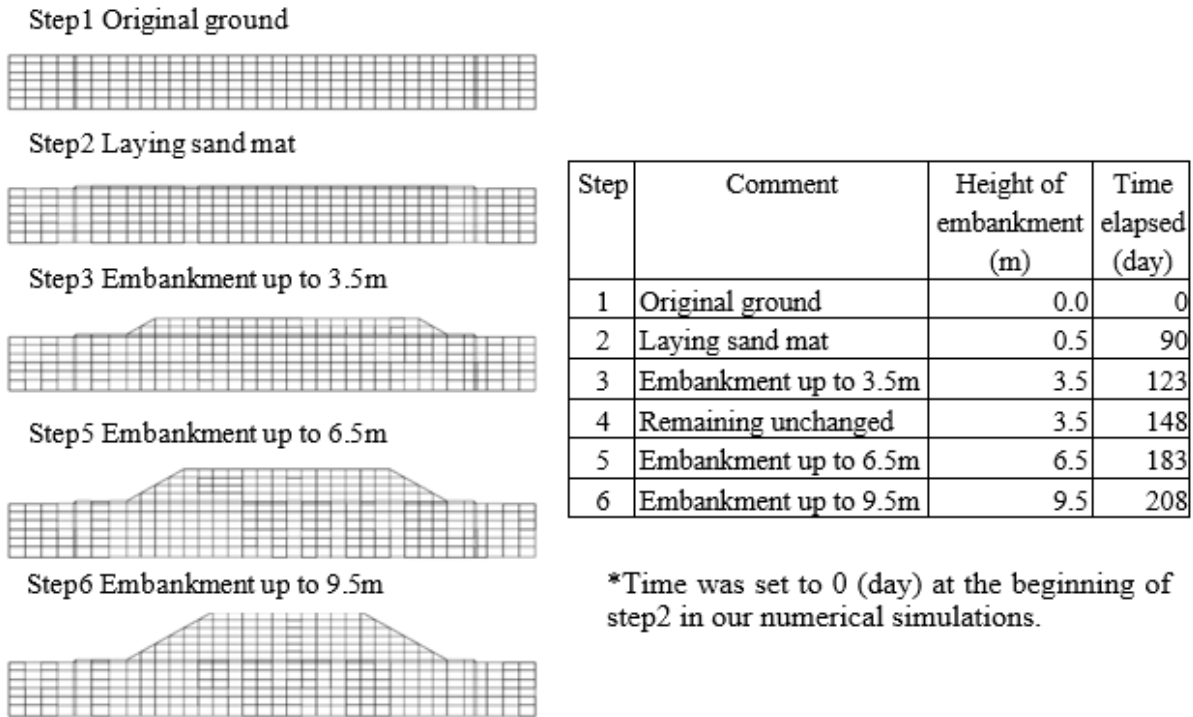 Step1 Original ground
Step2 Laying sand mat
Step3 Embankment up to 3.5m
Step5 Embankment up to 6.5m
Step6 Embankment up to 9.5m
Step Comment Height of embankment (m) Time elapsed (day)
1 Original ground 0.0 0
2 Laying sand mat 0.5 90
3 Embankment up to 3.5m 3.5 123
4 Remaining unchanged 3.5 148
5 Embankment up to 6.5m 6.5 183
6 Embankment up to 9.5m 9.5 208
*Time was set to 0 (day) at the beginning of
step2 in our numerical simulations.